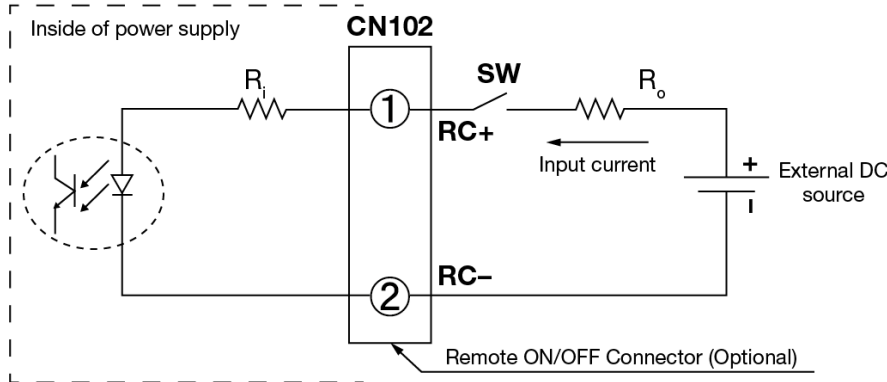 Inside of power supply
CN102
Ri
1
SW
Ro
RC+
Input current
+
External DC
source
−
2
RC−
Remote ON/OFF Connector (Optional)